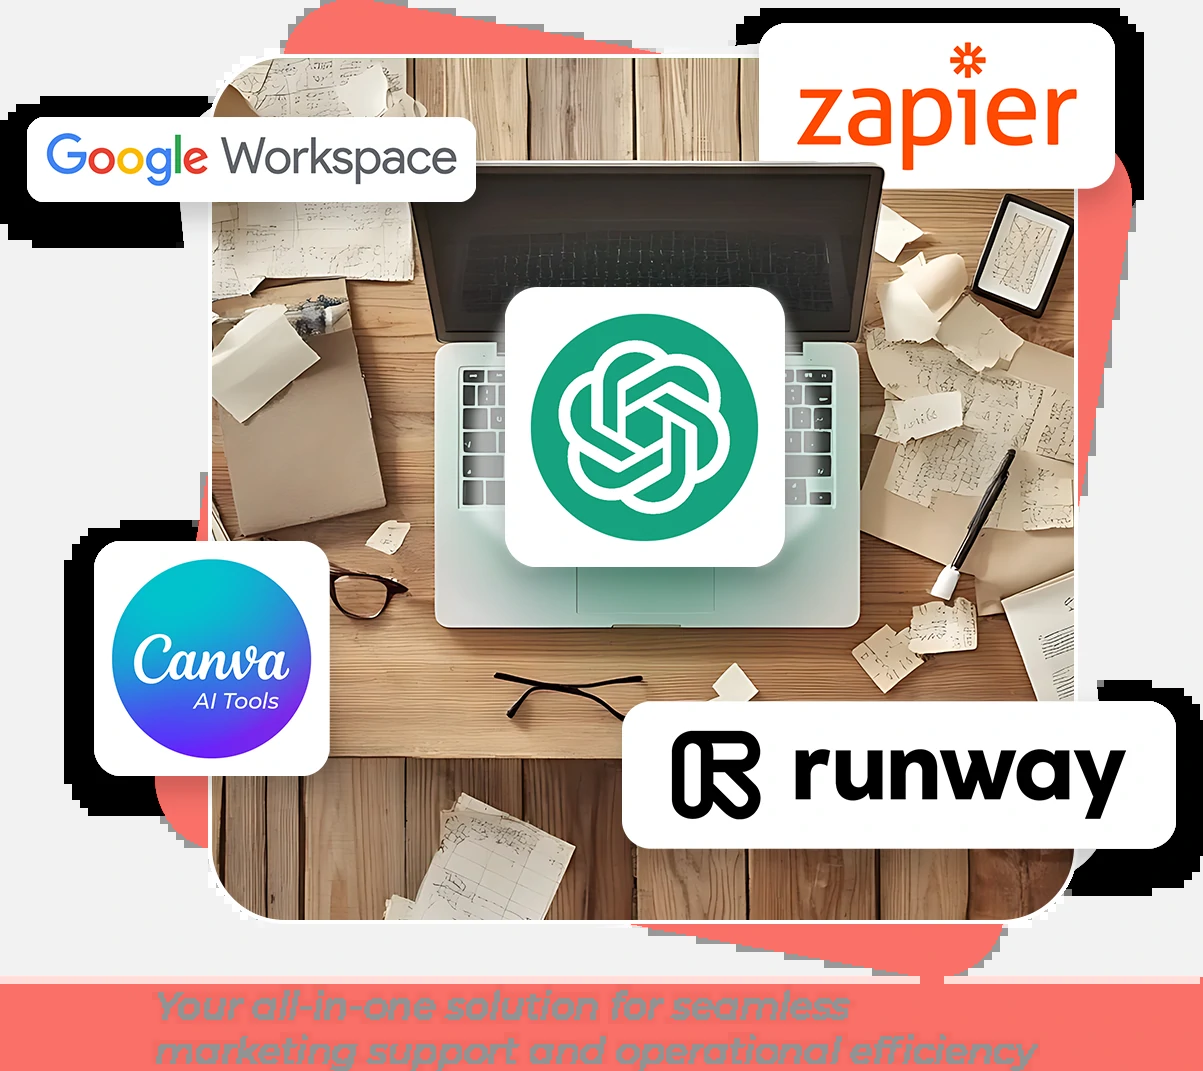 zapier
Google Workspace
Canva
AI Tools
runway
Your all-in-one solution for seamless
marketing support and operational efficiency